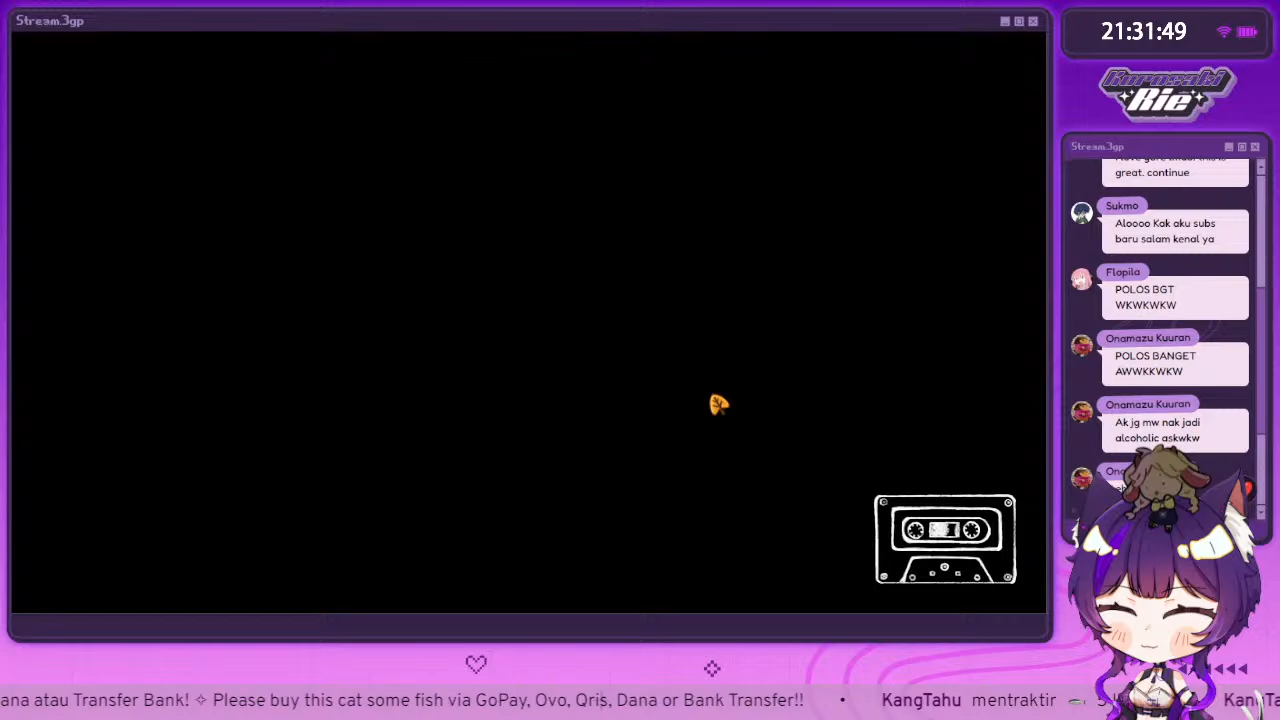 Stream.3gp
21:31:49
Kurosaki
Rie
Stream.3gp
great. continue
Sukmo
Aloooo Kak aku subs
baru salam kenal ya
Flopila
POLOS BGT
WKWKWKW
Onamazu Kuuran
POLOS BANGET
AWWKKWKW
Onamazu Kuuran
Ak jg mw nak jadi
alcoholic askwkw
Ona
ana atau Transfer Bank! ✧ Please buy this cat some fish via GoPay, Ovo, Qris, Dana or Bank Transfer!! • KangTahu mentraktir